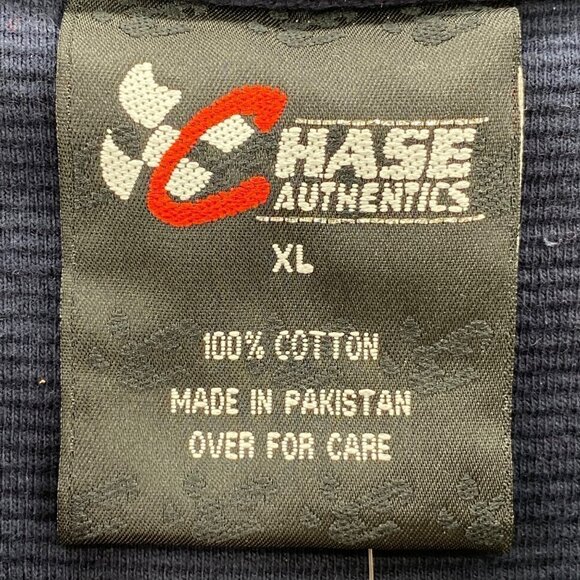 CHASE
AUTHENTICS
XL
100% COTTON
MADE IN PAKISTAN
OVER FOR CARE